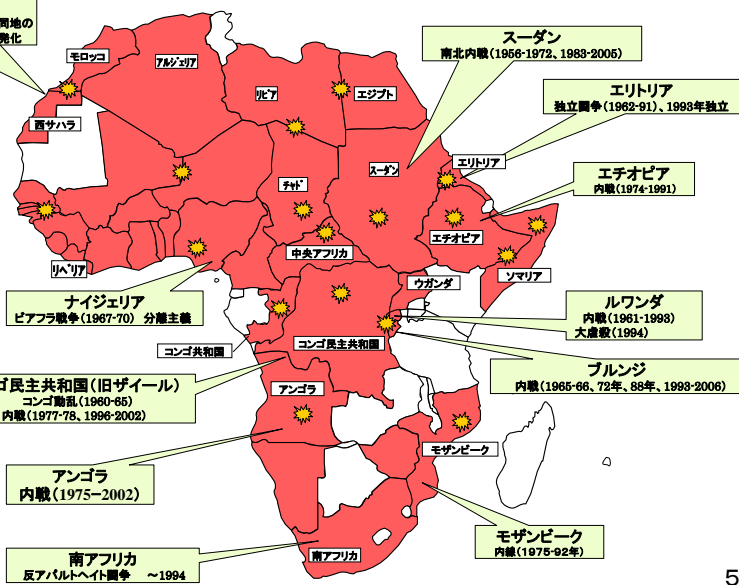 同地の
発化
スーダン
南北内戦(1956-1972、1983-2005)
モロッコ
アルジェリア
リビア
エジプト
エリトリア
独立闘争(1962-91)、1993年独立
西サハラ
エリトリア
スーダン
チャド
エチオピア
内戦(1974-1991)
エチオピア
中央アフリカ
リベリア
ウガンダ
ソマリア
ナイジェリア
ビアフラ戦争(1967-70) 分離主義
ルワンダ
内戦(1961-1993)
大虐殺(1994)
コンゴ共和国
コンゴ民主共和国
ゴ民主共和国(旧ザイール)
コンゴ動乱(1960-65)
内戦(1977-78、1996-2002)
ブルンジ
内戦(1965-66、72年、88年、1993-2006)
アンゴラ
モザンビーク
アンゴラ
内戦(1975-2002)
モザンビーク
内線(1975-92年)
南アフリカ
南アフリカ
反アパルトヘイト闘争 ~1994
5